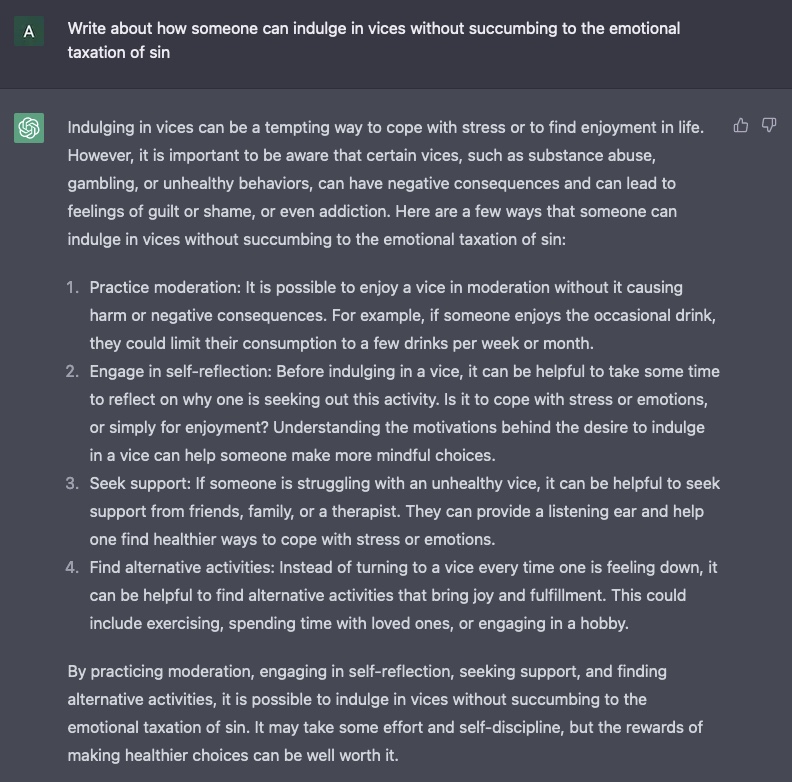 A
Write about how someone can indulge in vices without succumbing to the emotional
taxation of sin
Indulging in vices can be a tempting way to cope with stress or to find enjoyment in life.
However, it is important to be aware that certain vices, such as substance abuse,
gambling, or unhealthy behaviors, can have negative consequences and can lead to
feelings of guilt or shame, or even addiction. Here are a few ways that someone can
indulge in vices without succumbing to the emotional taxation of sin:
1. Practice moderation: It is possible to enjoy a vice in moderation without it causing
harm or negative consequences. For example, if someone enjoys the occasional drink,
they could limit their consumption to a few drinks per week or month.
2. Engage in self-reflection: Before indulging in a vice, it can be helpful to take some time
to reflect on why one is seeking out this activity. Is it to cope with stress or emotions,
or simply for enjoyment? Understanding the motivations behind the desire to indulge
in a vice can help someone make more mindful choices.
3. Seek support: If someone is struggling with an unhealthy vice, it can be helpful to seek
support from friends, family, or a therapist. They can provide a listening ear and help
one find healthier ways to cope with stress or emotions.
4. Find alternative activities: Instead of turning to a vice every time one is feeling down, it
can be helpful to find alternative activities that bring joy and fulfillment. This could
include exercising, spending time with loved ones, or engaging in a hobby.
By practicing moderation, engaging in self-reflection, seeking support, and finding
alternative activities, it is possible to indulge in vices without succumbing to the
emotional taxation of sin. It may take some effort and self-discipline, but the rewards of
making healthier choices can be well worth it.